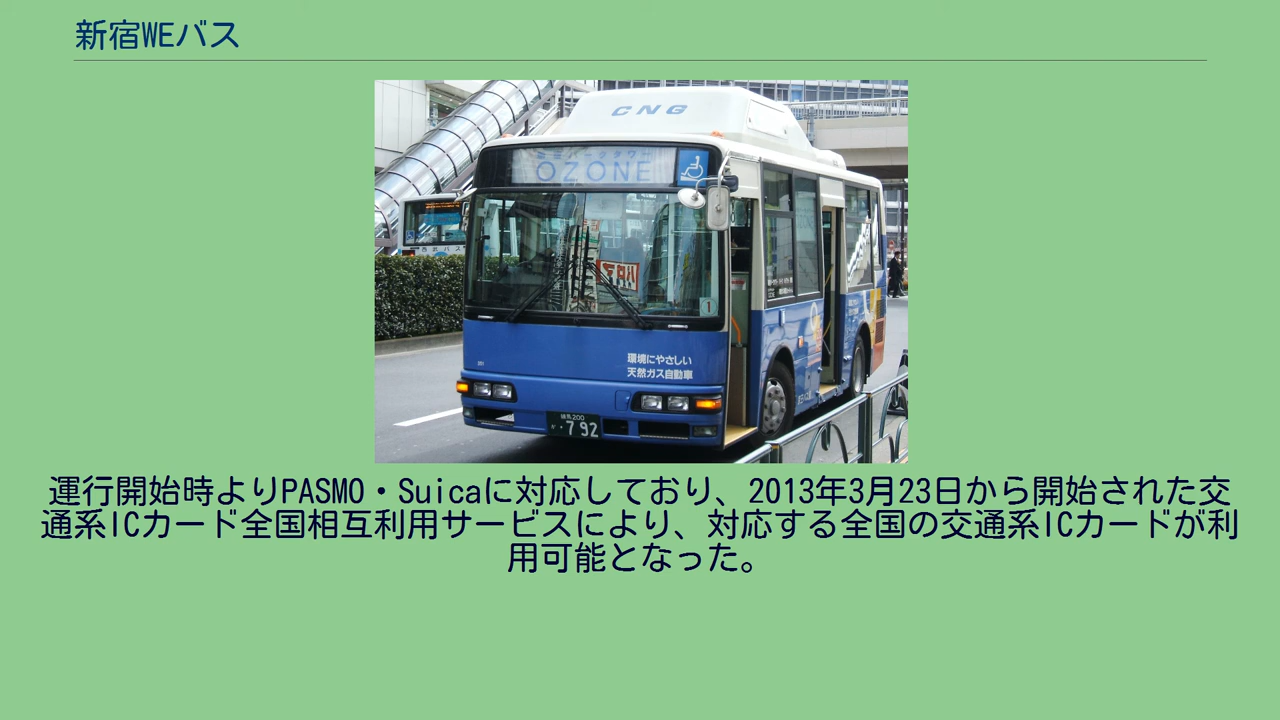 新宿WEバス
CNG
OZONE
環境にやさしい
天然ガス自動車
練馬200
か・792
1
運行開始時よりPASMO・Suicaに対応しており、2013年3月23日から開始された交
通系ICカード全国相互利用サービスにより、対応する全国の交通系ICカードが利
用可能となった。